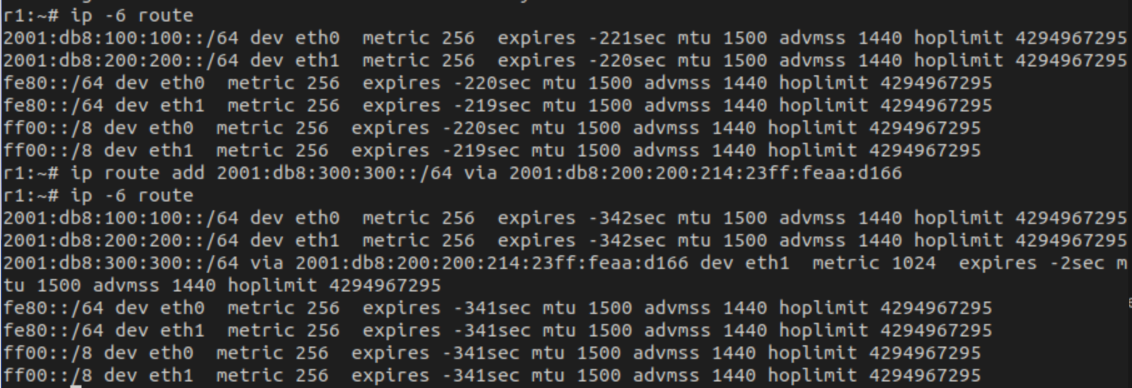 r1:~# ip -6 route
2001:db8:100:100::/64 dev eth0  metric 256  expires -221sec mtu 1500 advmss 1440 hoplimit 4294967295
2001:db8:200:200::/64 dev eth1  metric 256  expires -220sec mtu 1500 advmss 1440 hoplimit 4294967295
fe80::/64 dev eth0  metric 256  expires -220sec mtu 1500 advmss 1440 hoplimit 4294967295
fe80::/64 dev eth1  metric 256  expires -219sec mtu 1500 advmss 1440 hoplimit 4294967295
ff00::/8 dev eth0  metric 256  expires -220sec mtu 1500 advmss 1440 hoplimit 4294967295
ff00::/8 dev eth1  metric 256  expires -219sec mtu 1500 advmss 1440 hoplimit 4294967295
r1:~# ip route add 2001:db8:300:300::/64 via 2001:db8:200:200:214:23ff:feaa:d166
r1:~# ip -6 route
2001:db8:100:100::/64 dev eth0  metric 256  expires -342sec mtu 1500 advmss 1440 hoplimit 4294967295
2001:db8:200:200::/64 dev eth1  metric 256  expires -342sec mtu 1500 advmss 1440 hoplimit 4294967295
2001:db8:300:300::/64 via 2001:db8:200:200:214:23ff:feaa:d166 dev eth1  metric 1024  expires -2sec m
tu 1500 advmss 1440 hoplimit 4294967295
fe80::/64 dev eth0  metric 256  expires -341sec mtu 1500 advmss 1440 hoplimit 4294967295
fe80::/64 dev eth1  metric 256  expires -341sec mtu 1500 advmss 1440 hoplimit 4294967295
ff00::/8 dev eth0  metric 256  expires -341sec mtu 1500 advmss 1440 hoplimit 4294967295
ff00::/8 dev eth1  metric 256  expires -341sec mtu 1500 advmss 1440 hoplimit 4294967295